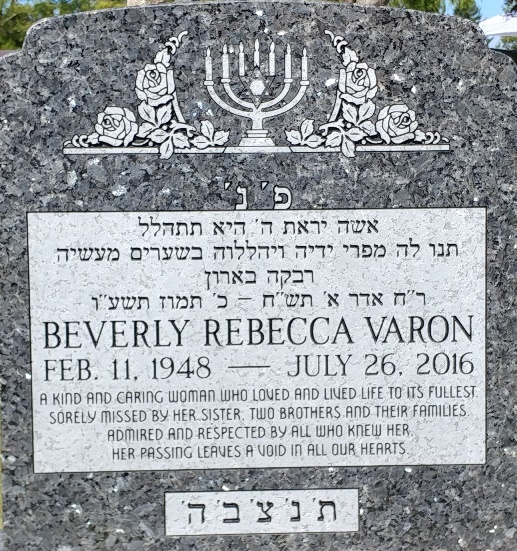 פ׳ נ׳
אשה יראת ה׳ היא תתהלל
תנו לה מפרי ידיה ויהללוה בשערים מעשיה
רבקה בארון
ר״ח אדר א׳ תש״ח – כ׳ תמוז תשע״ו
BEVERLY REBECCA VARON
FEB. 11, 1948 — JULY 26, 2016
A KIND AND CARING WOMAN WHO LOVED AND LIVED LIFE TO ITS FULLEST.
SORELY MISSED BY HER SISTER, TWO BROTHERS AND THEIR FAMILIES.
ADMIRED AND RESPECTED BY ALL WHO KNEW HER.
HER PASSING LEAVES A VOID IN ALL OUR HEARTS.
ת׳ נ׳ צ׳ ב׳ ה׳